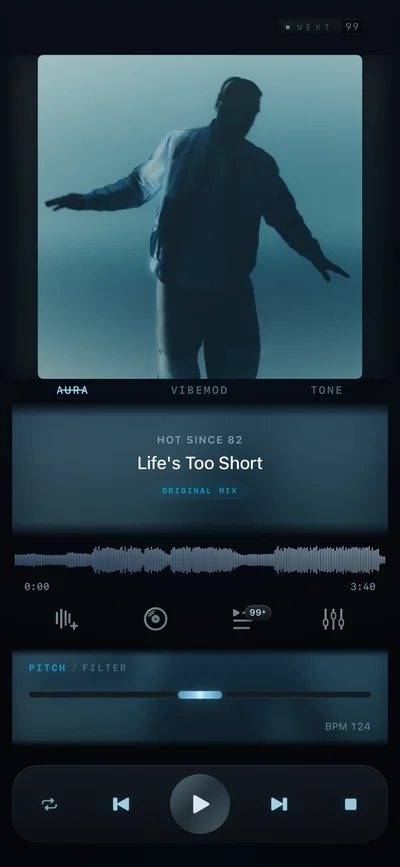 NEXT 99
AURA VIBEMOD TONE
HOT SINCE 82
Life's Too Short
ORIGINAL MIX
0:00 3:40
99+
PITCH / FILTER
BPM 124